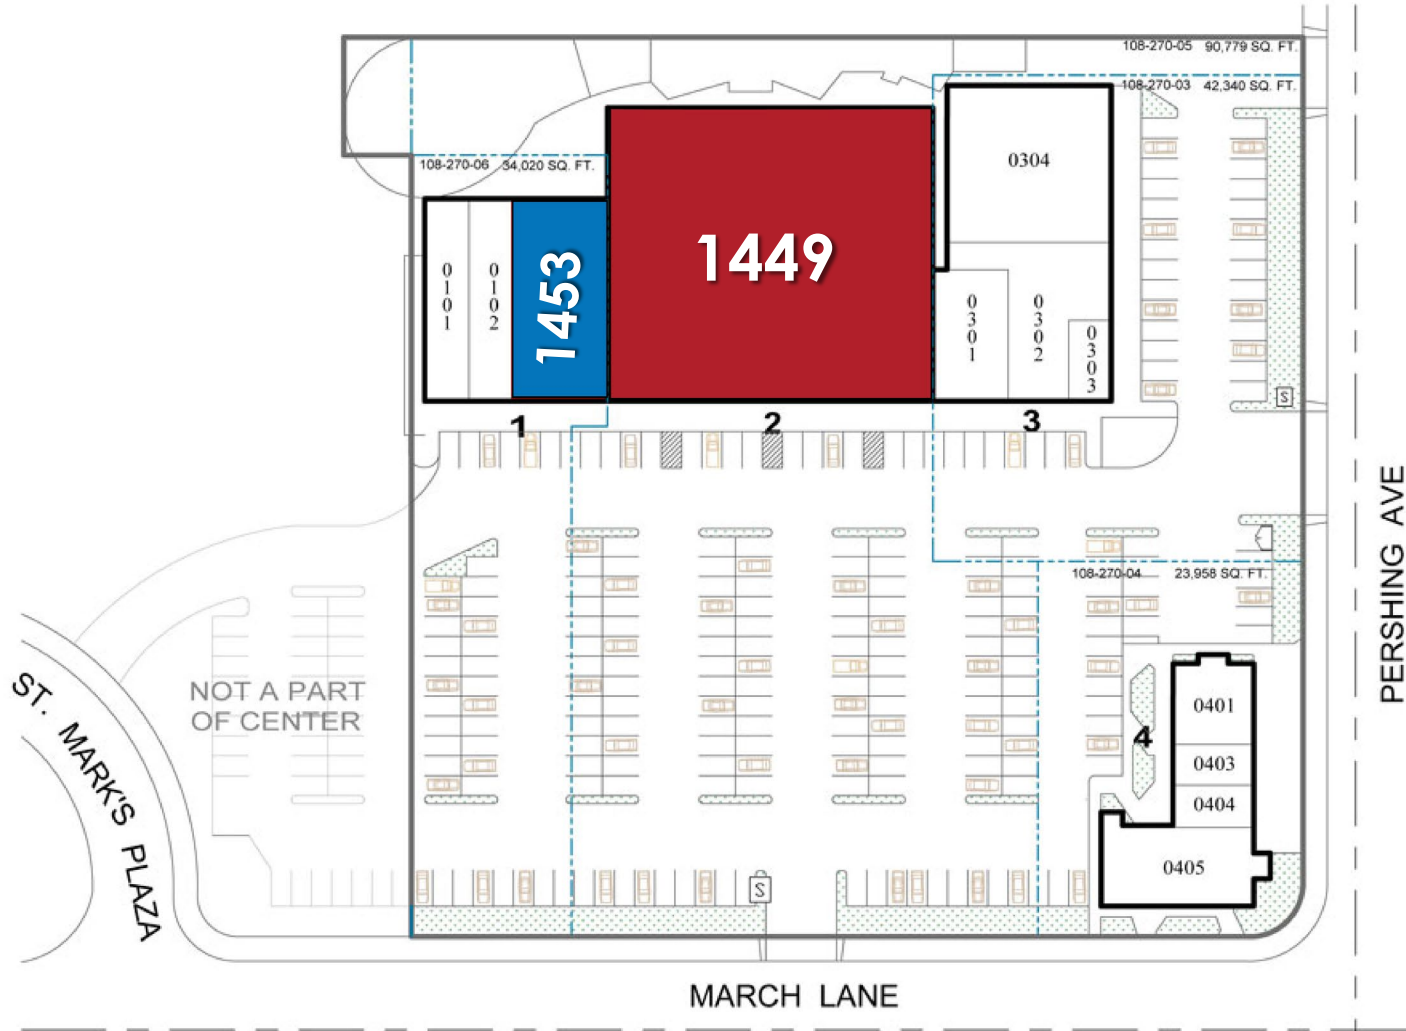 108-270-05 90,779 SQ. FT.
108-270-03 42,340 SQ. FT.
108-270-06 34,020 SQ. FT.
0304
1449
1453
0101
0102
0301
0302
0303
1
2
3
S
108-270-04 23,958 SQ. FT.
PERSHING AVE
NOT A PART
OF CENTER
ST. MARK'S PLAZA
0401
4
0403
0404
0405
S
MARCH LANE